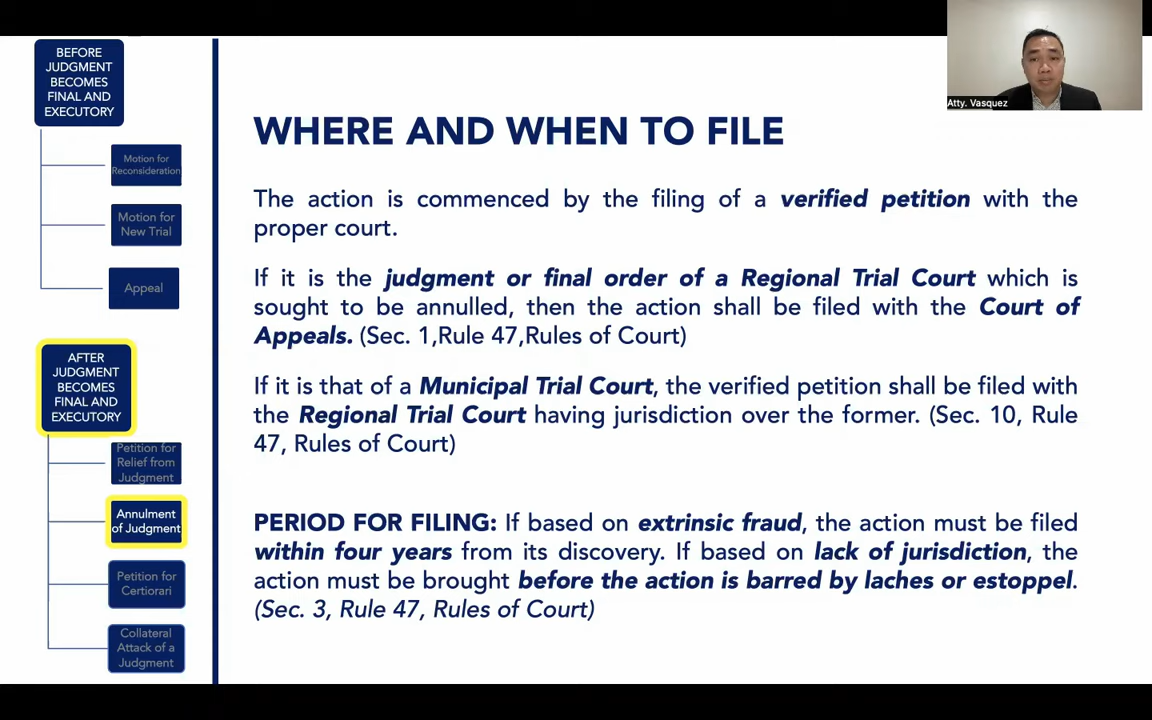 BEFORE
JUDGMENT
BECOMES
FINAL AND
EXECUTORY
Motion for
Reconsideration
Motion for
New Trial
Appeal
AFTER
JUDGMENT
BECOMES
FINAL AND
EXECUTORY
Petition for
Relief from
Judgment
Annulment
of Judgment
Petition for
Certiorari
Collateral
Attack of a
Judgment
Atty. Vasquez
WHERE AND WHEN TO FILE
The action is commenced by the filing of a verified petition with the
proper court.
If it is the judgment or final order of a Regional Trial Court which is
sought to be annulled, then the action shall be filed with the Court of
Appeals. (Sec. 1,Rule 47,Rules of Court)
If it is that of a Municipal Trial Court, the verified petition shall be filed with
the Regional Trial Court having jurisdiction over the former. (Sec. 10, Rule
47, Rules of Court)
PERIOD FOR FILING: If based on extrinsic fraud, the action must be filed
within four years from its discovery. If based on lack of jurisdiction, the
action must be brought before the action is barred by laches or estoppel.
(Sec. 3, Rule 47, Rules of Court)